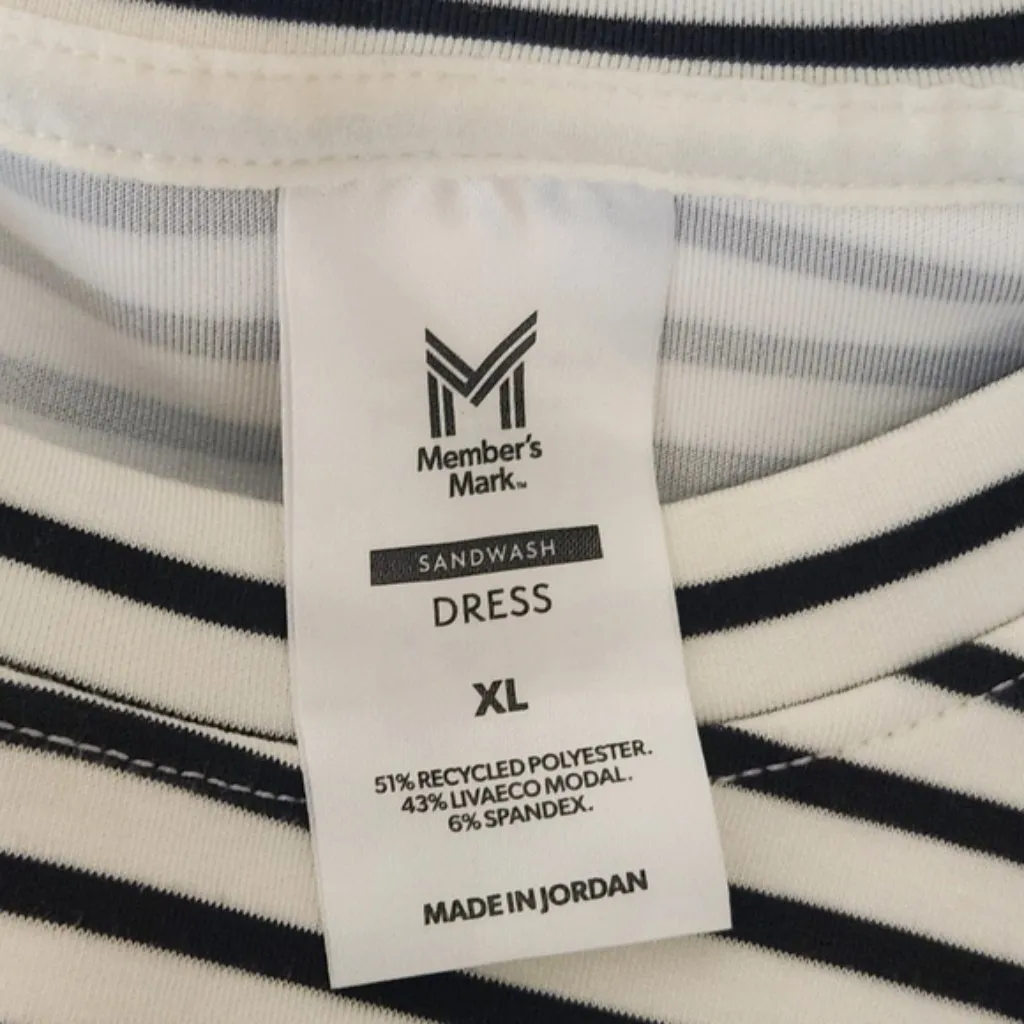 Member's
Mark™
SANDWASH
DRESS
XL
51% RECYCLED POLYESTER.
43% LIVAECO MODAL.
6% SPANDEX.
MADE IN JORDAN